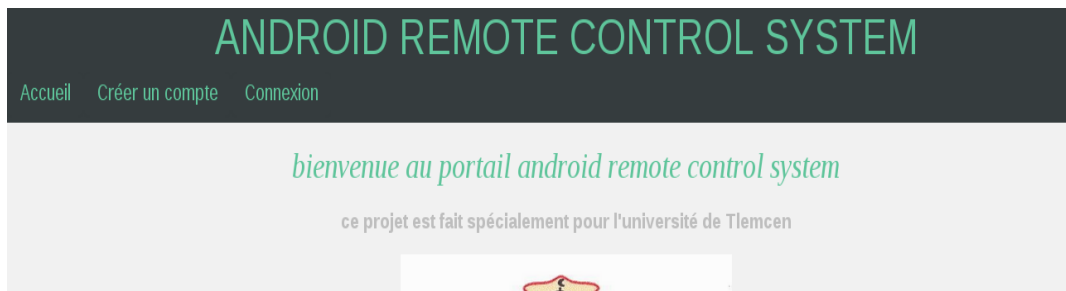 ANDROID REMOTE CONTROL SYSTEM
Accueil Créer un compte Connexion
bienvenue au portail android remote control system
ce projet est fait spécialement pour l'université de Tlemcen